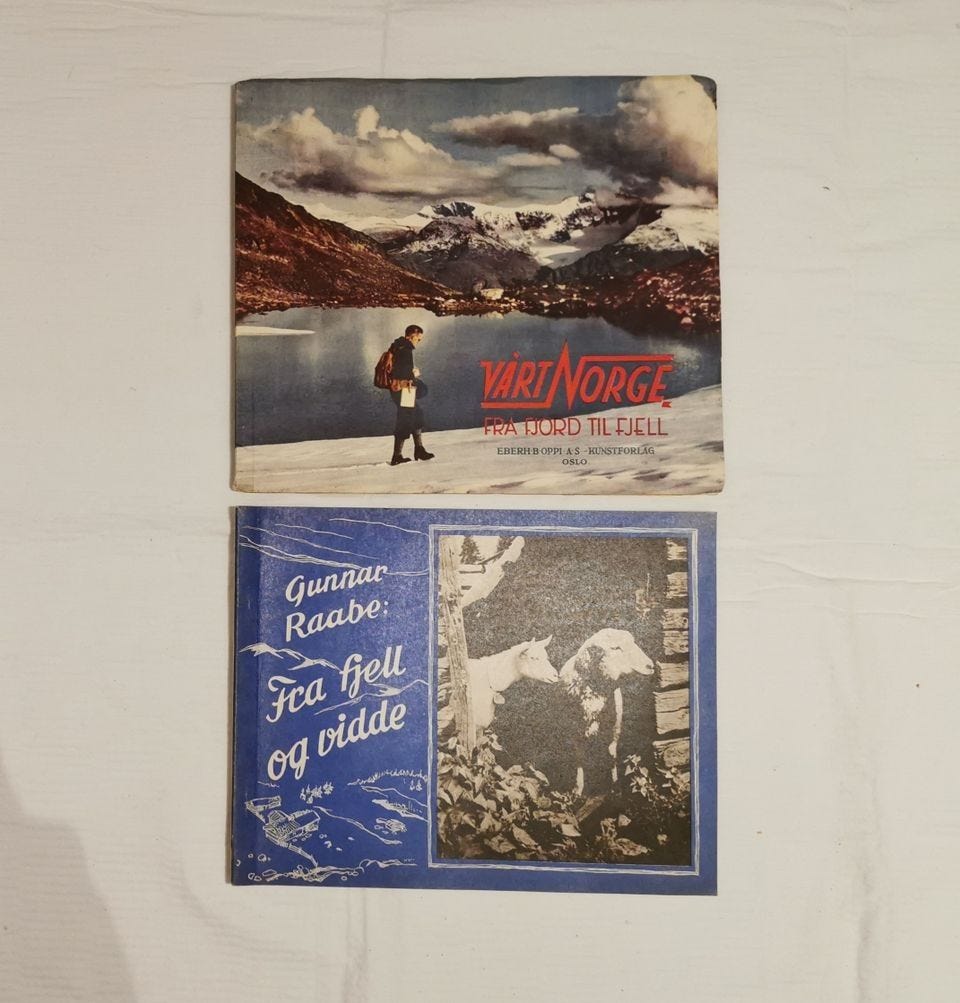 VÅRT NORGE
FRA FJORD TIL FJELL
EBERH·B·OPPI A·S - KUNSTFORLAG
OSLO
Gunnar
Raabe:
Fra fjell
og vidde